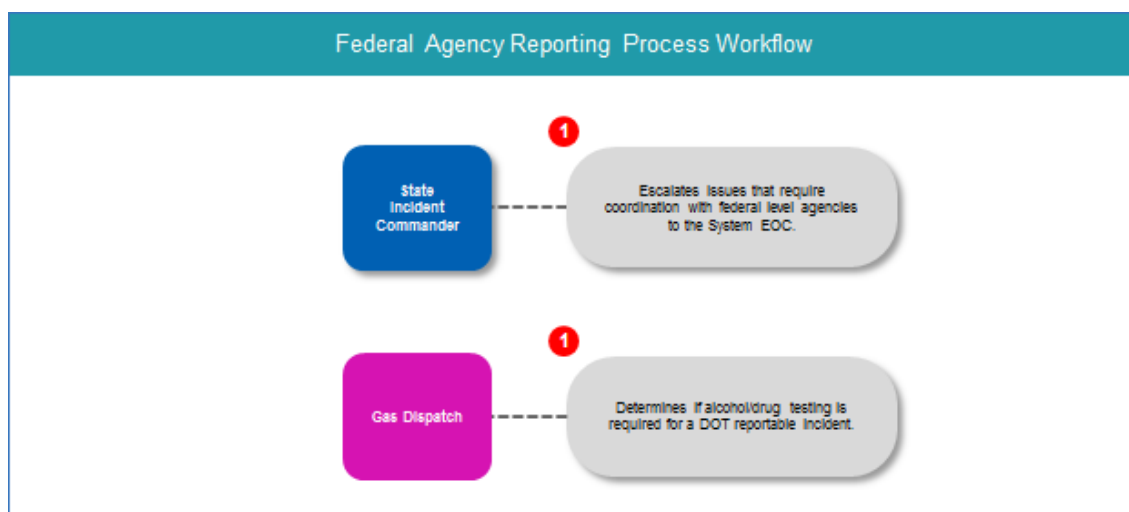 Federal Agency Reporting Process Workflow
1
State
Incident
Commander
Escalates issues that require
coordination with federal level agencies
to the System EOC.
1
Gas Dispatch
Determines if alcohol/drug testing is
required for a DOT reportable incident.